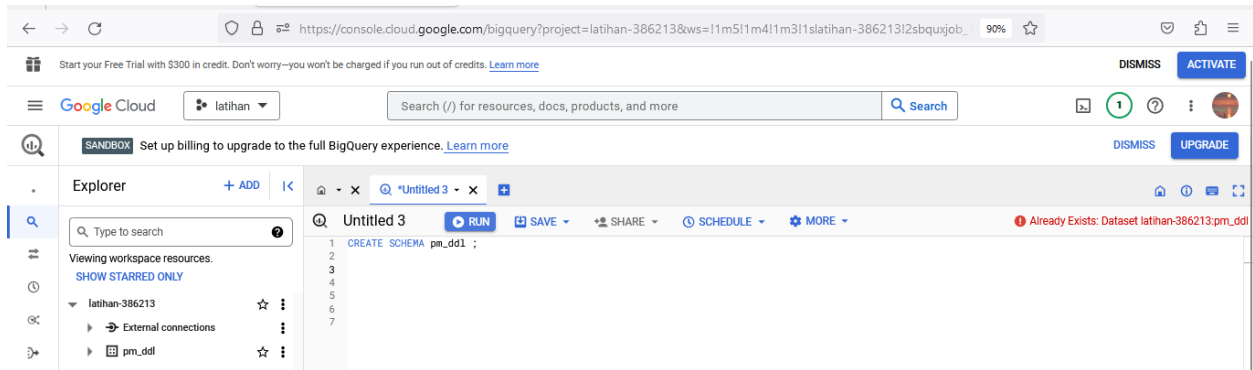 https://console.cloud.google.com/bigquery?project=latihan-386213&ws=!1m5!1m4!1m3!1slatihan-386213!2sbquxjob_ 90%
Start your Free Trial with $300 in credit. Don't worry—you won't be charged if you run out of credits. Learn more DISMISS ACTIVATE
Google Cloud latihan Search (/) for resources, docs, products, and more Search 1
SANDBOX Set up billing to upgrade to the full BigQuery experience. Learn more DISMISS UPGRADE
Explorer + ADD *Untitled 3
Untitled 3 RUN SAVE SHARE SCHEDULE MORE Already Exists: Dataset latihan-386213:pm_ddl
Type to search
1 CREATE SCHEMA pm_ddl ;
2
Viewing workspace resources.
3
SHOW STARRED ONLY
4
5
latihan-386213
6
7
External connections
pm_ddl